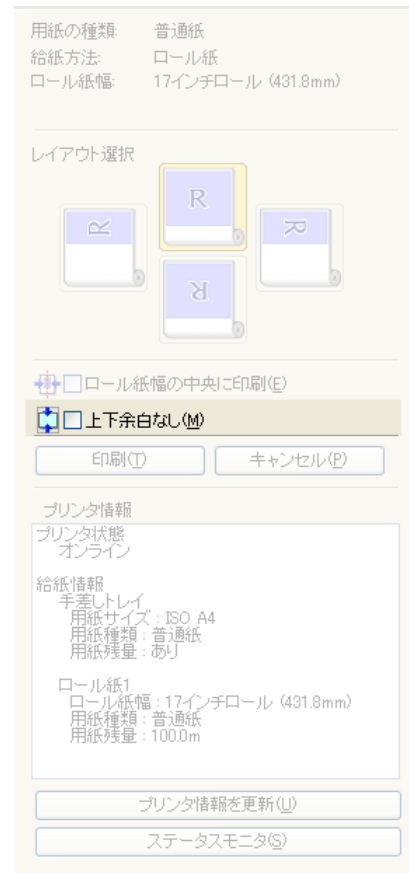 用紙の種類: 普通紙
給紙方法: ロール紙
ロール紙幅: 17インチロール (431.8mm)
レイアウト選択
R
R
R
R
ロール紙幅の中央に印刷(E)
上下余白なし(M)
印刷(T) キャンセル(P)
プリンタ情報
プリンタ状態
オンライン
給紙情報
手差しトレイ
用紙サイズ : ISO A4
用紙種類 : 普通紙
用紙残量 : あり
ロール紙1
ロール紙幅 : 17インチロール (431.8mm)
用紙種類 : 普通紙
用紙残量 : 100.0m
プリンタ情報を更新(U)
ステータスモニタ(S)